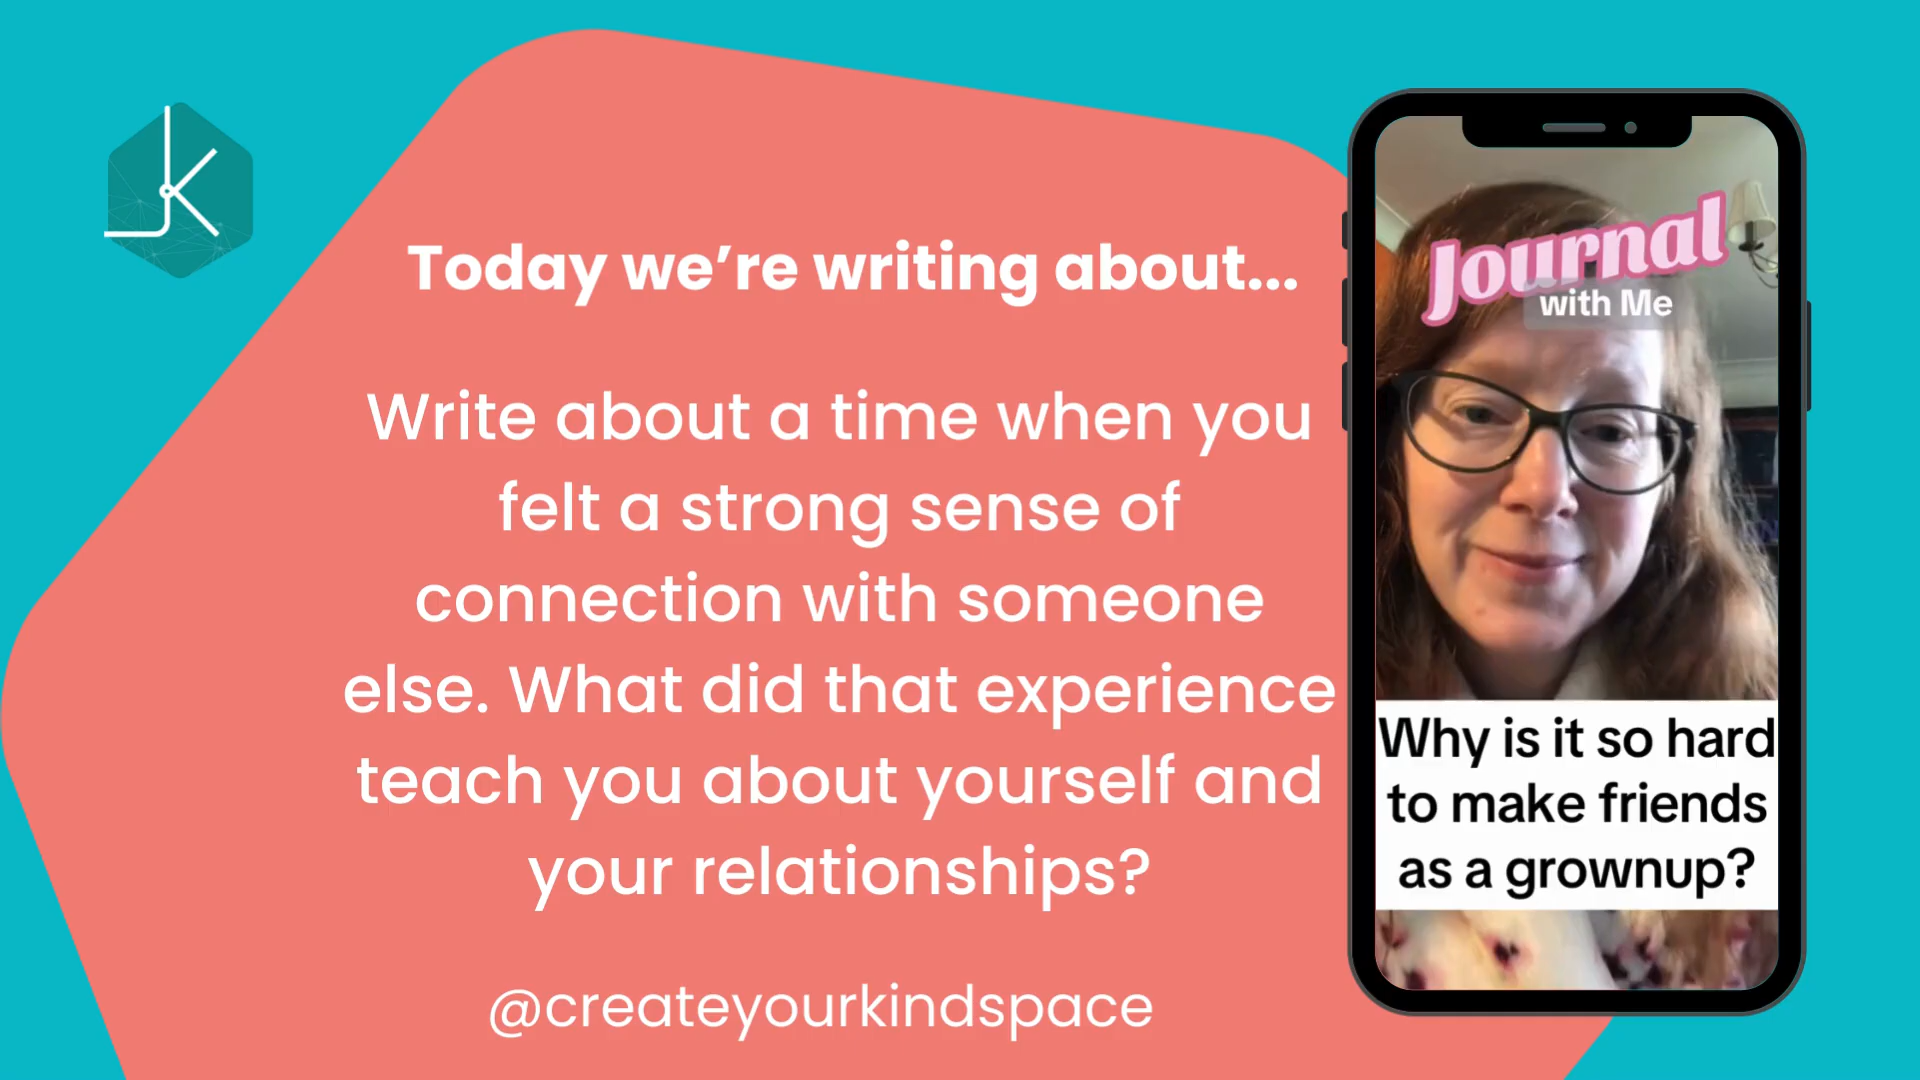 Today we’re writing about...
Write about a time when you
felt a strong sense of
connection with someone
else. What did that experience
teach you about yourself and
your relationships?
@createyourkindspace
JK
Journal
with Me
Why is it so hard
to make friends
as a grownup?